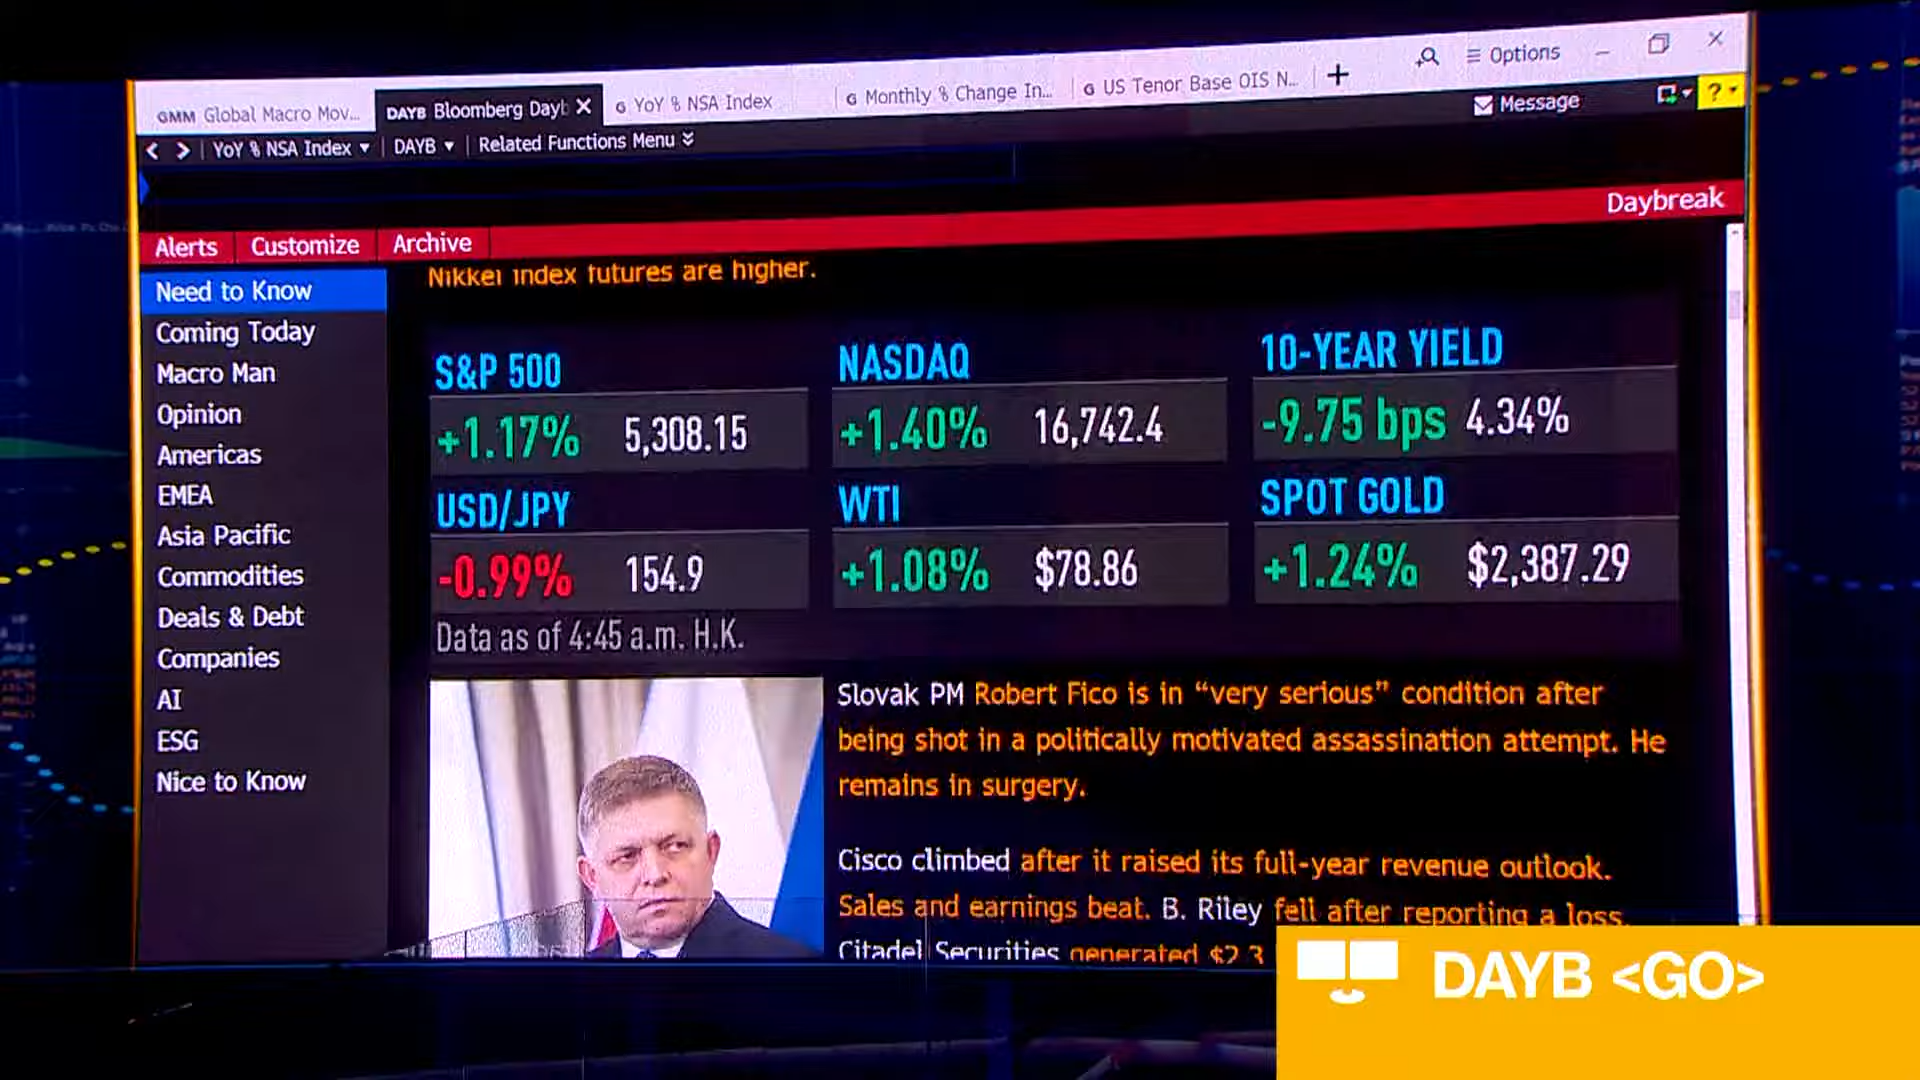 Options
GMM Global Macro Mov...
DAYB Bloomberg Dayb
G YoY % NSA Index
G Monthly % Change In...
G US Tenor Base OIS N...
Message
?
YoY % NSA Index
DAYB
Related Functions Menu
Daybreak
Alerts
Customize
Archive
Need to Know
Coming Today
Macro Man
Opinion
Americas
EMEA
Asia Pacific
Commodities
Deals & Debt
Companies
AI
ESG
Nice to Know
Nikkei index futures are higher.
S&P 500
+1.17% 5,308.15
NASDAQ
+1.40% 16,742.4
10-YEAR YIELD
-9.75 bps 4.34%
USD/JPY
-0.99% 154.9
WTI
+1.08% $78.86
SPOT GOLD
+1.24% $2,387.29
Data as of 4:45 a.m. H.K.
Slovak PM Robert Fico is in “very serious” condition after
being shot in a politically motivated assassination attempt. He
remains in surgery.
Cisco climbed after it raised its full-year revenue outlook.
Sales and earnings beat. B. Riley fell after reporting a loss.
Citadel Securities generated $2.3
DAYB <GO>